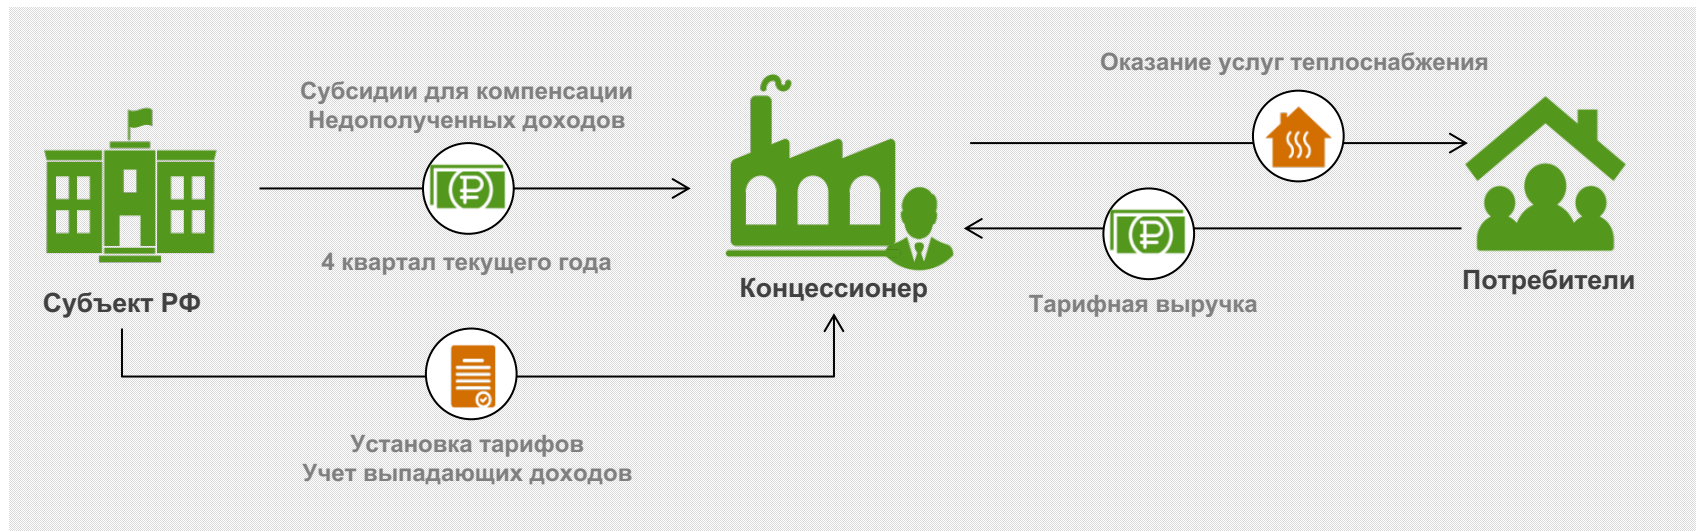 Оказание услуг теплоснабжения
Субсидии для компенсации
Недополученных доходов
4 квартал текущего года
Субъект РФ
Концессионер
Тарифная выручка
Потребители
Установка тарифов
Учет выпадающих доходов